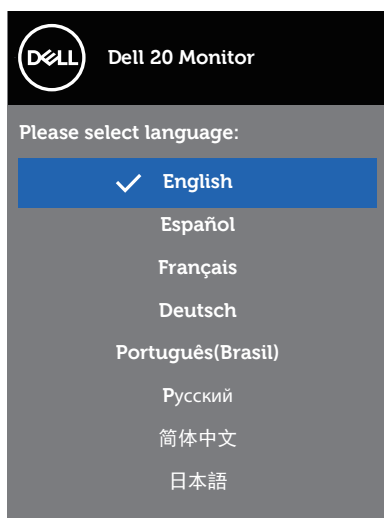 DELL
Dell 20 Monitor
Please select language:
English
Español
Français
Deutsch
Português(Brasil)
Русский
简体中文
日本語